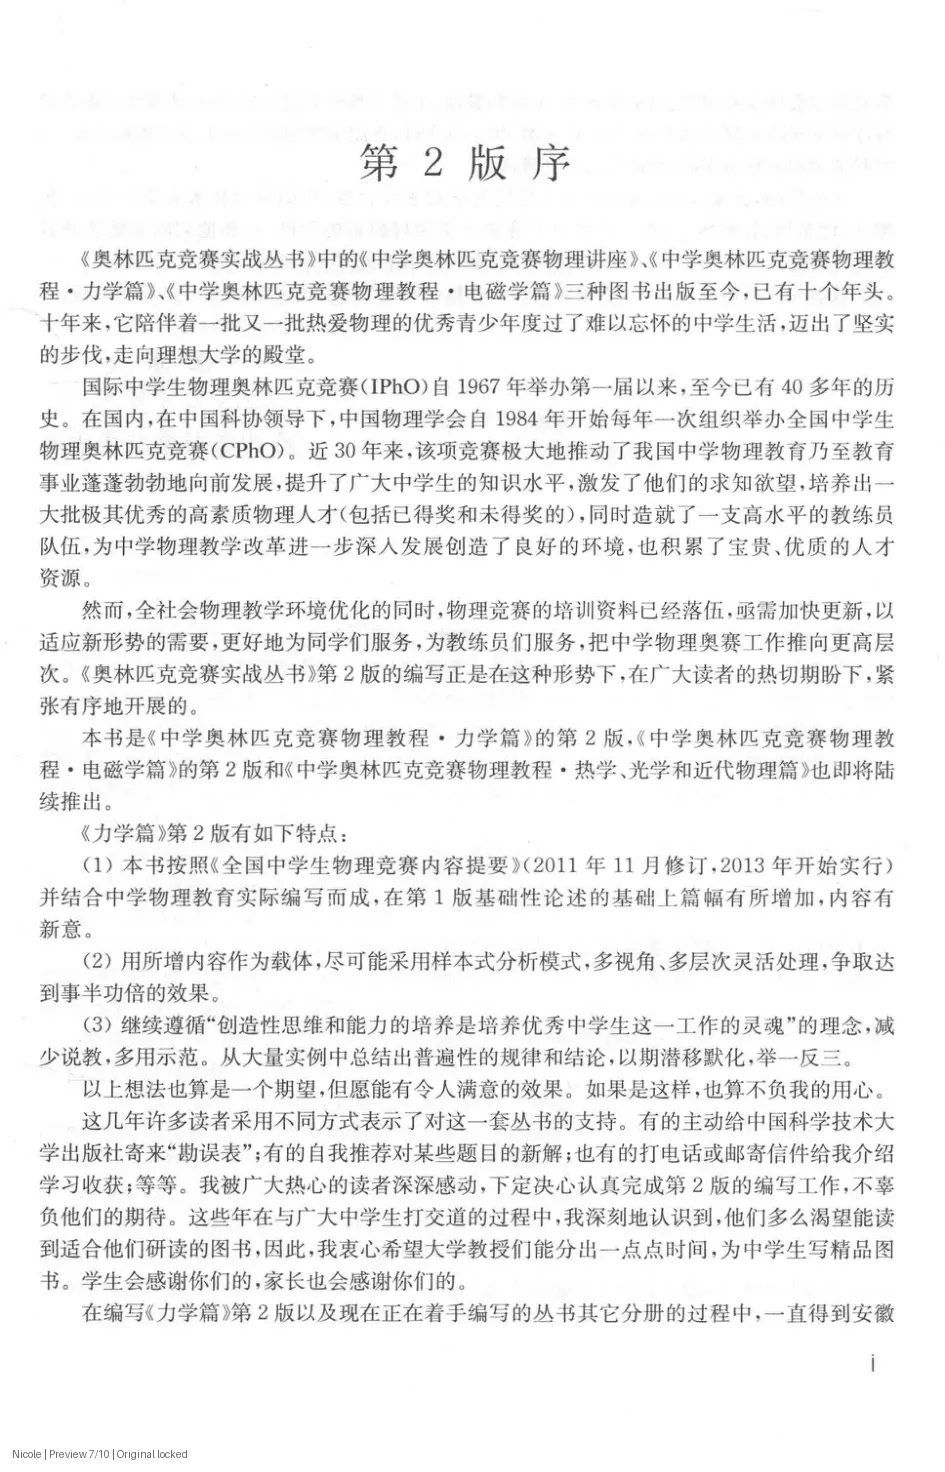 第 2 版 序
《奥林匹克竞赛实战丛书》中的《中学奥林匹克竞赛物理讲座》、《中学奥林匹克竞赛物理教
程·力学篇》、《中学奥林匹克竞赛物理教程·电磁学篇》三种图书出版至今,已有十个年头。
十年来,它陪伴着一批又一批热爱物理的优秀青少年度过了难以忘怀的中学生活,迈出了坚实
的步伐,走向理想大学的殿堂。
国际中学生物理奥林匹克竞赛(IPhO)自 1967 年举办第一届以来,至今已有 40 多年的历
史。在国内,在中国科协领导下,中国物理学会自 1984 年开始每年一次组织举办全国中学生
物理奥林匹克竞赛(CPhO)。近 30 年来,该项竞赛极大地推动了我国中学物理教育乃至教育
事业蓬蓬勃勃地向前发展,提升了广大中学生的知识水平,激发了他们的求知欲望,培养出一
大批极其优秀的高素质物理人才(包括已得奖和未得奖的),同时造就了一支高水平的教练员
队伍,为中学物理教学改革进一步深入发展创造了良好的环境,也积累了宝贵、优质的人才
资源。
然而,全社会物理教学环境优化的同时,物理竞赛的培训资料已经落伍,亟需加快更新,以
适应新形势的需要,更好地为同学们服务,为教练员们服务,把中学物理奥赛工作推向更高层
次。《奥林匹克竞赛实战丛书》第 2 版的编写正是在这种形势下,在广大读者的热切期盼下,紧
张有序地开展的。
本书是《中学奥林匹克竞赛物理教程·力学篇》的第 2 版,《中学奥林匹克竞赛物理教
程·电磁学篇》的第 2 版和《中学奥林匹克竞赛物理教程·热学、光学和近代物理篇》也即将陆
续推出。
《力学篇》第 2 版有如下特点:
(1) 本书按照《全国中学生物理竞赛内容提要》(2011 年 11 月修订,2013 年开始实行)
并结合中学物理教育实际编写而成,在第 1 版基础性论述的基础上篇幅有所增加,内容有
新意。
(2) 用所增内容作为载体,尽可能采用样本式分析模式,多视角、多层次灵活处理,争取达
到事半功倍的效果。
(3) 继续遵循“创造性思维和能力的培养是培养优秀中学生这一工作的灵魂”的理念,减
少说教,多用示范。从大量实例中总结出普遍性的规律和结论,以期潜移默化,举一反三。
以上想法也算是一个期望,但愿能有令人满意的效果。如果是这样,也算不负我的用心。
这几年许多读者采用不同方式表示了对这一套丛书的支持。有的主动给中国科学技术大
学出版社寄来“勘误表”;有的自我推荐对某些题目的新解;也有的打电话或邮寄信件给我介绍
学习收获;等等。我被广大热心的读者深深感动,下定决心认真完成第 2 版的编写工作,不辜
负他们的期待。这些年在与广大中学生打交道的过程中,我深刻地认识到,他们多么渴望能读
到适合他们研读的图书,因此,我衷心希望大学教授们能分出一点点时间,为中学生写精品图
书。学生会感谢你们的,家长也会感谢你们的。
在编写《力学篇》第 2 版以及现在正在着手编写的丛书其它分册的过程中,一直得到安徽
i
Nicole | Preview 7/10 | Original locked